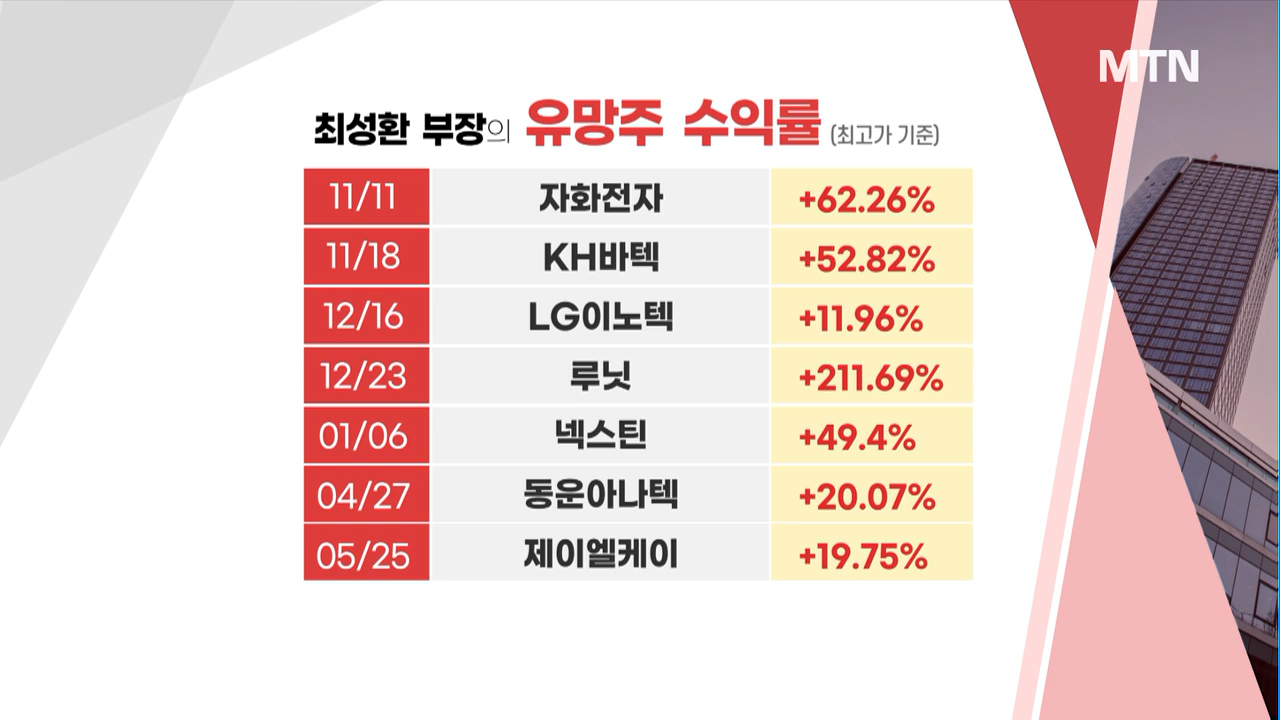 MTN
최성환 부장의 유망주 수익률 (최고가 기준)
11/11 자화전자 +62.26%
11/18 KH바텍 +52.82%
12/16 LG이노텍 +11.96%
12/23 루닛 +211.69%
01/06 넥스틴 +49.4%
04/27 동운아나텍 +20.07%
05/25 제이엘케이 +19.75%